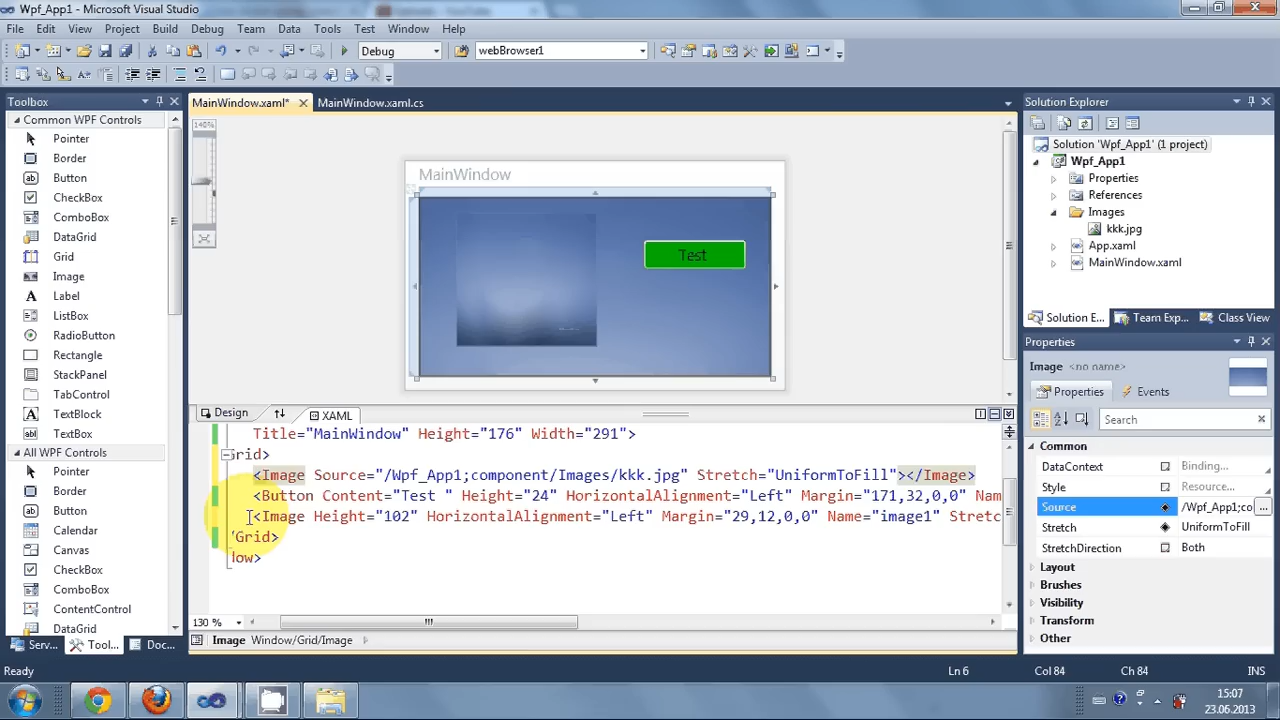 Wpf_App1 - Microsoft Visual Studio
File Edit View Project Build Debug Team Data Tools Test Window Help
Debug webBrowser1
Toolbox
Common WPF Controls
Pointer
Border
Button
CheckBox
ComboBox
DataGrid
Grid
Image
Label
ListBox
RadioButton
Rectangle
StackPanel
TabControl
TextBlock
TextBox
All WPF Controls
Pointer
Border
Button
Calendar
Canvas
CheckBox
ComboBox
ContentControl
DataGrid
Serv... Tool... Doc...
MainWindow.xaml* MainWindow.xaml.cs
140%
MainWindow
Test
Design XAML
Title="MainWindow" Height="176" Width="291">
rid>
<Image Source="/Wpf_App1;component/Images/kkk.jpg" Stretch="UniformToFill"></Image>
<Button Content="Test " Height="24" HorizontalAlignment="Left" Margin="171,32,0,0" Nam
<Image Height="102" HorizontalAlignment="Left" Margin="29,12,0,0" Name="image1" Stretc
Grid>
low>
130 %
Image Window/Grid/Image
Solution Explorer
Solution 'Wpf_App1' (1 project)
Wpf_App1
Properties
References
Images
kkk.jpg
App.xaml
MainWindow.xaml
Solution E... Team Exp... Class View
Properties
Image <no name>
Properties Events
Search
Common
DataContext Binding...
Style Resource...
Source /Wpf_App1;co ...
Stretch UniformToFill
StretchDirection Both
Layout
Brushes
Visibility
Transform
Other
Ready Ln 6 Col 84 Ch 84 INS
15:07
23.06.2013